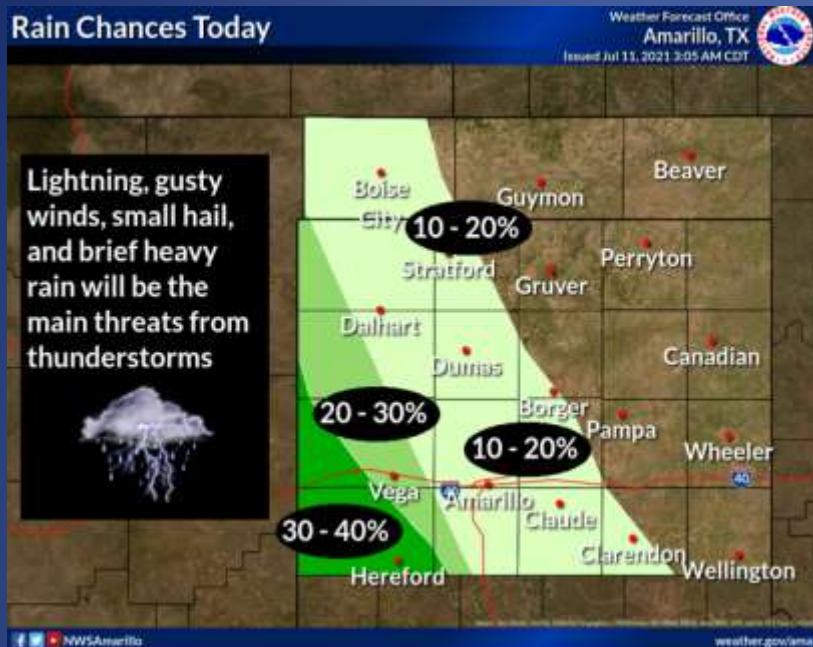 Rain Chances Today
Weather Forecast Office
Amarillo, TX
Issued Jul 11, 2021 3:05 AM CDT
Lightning, gusty
winds, small hail,
and brief heavy
rain will be the
main threats from
thunderstorms
Boise
City
Guymon
Beaver
10 - 20%
Stratford
Gruver
Perryton
Dalhart
Dumas
Canadian
20 - 30%
Borger
Pampa
10 - 20%
Wheeler
Vega
40
Amarillo
40
Claude
30 - 40%
Clarendon
Hereford
Wellington
NWSAmarillo
weather.gov/ama